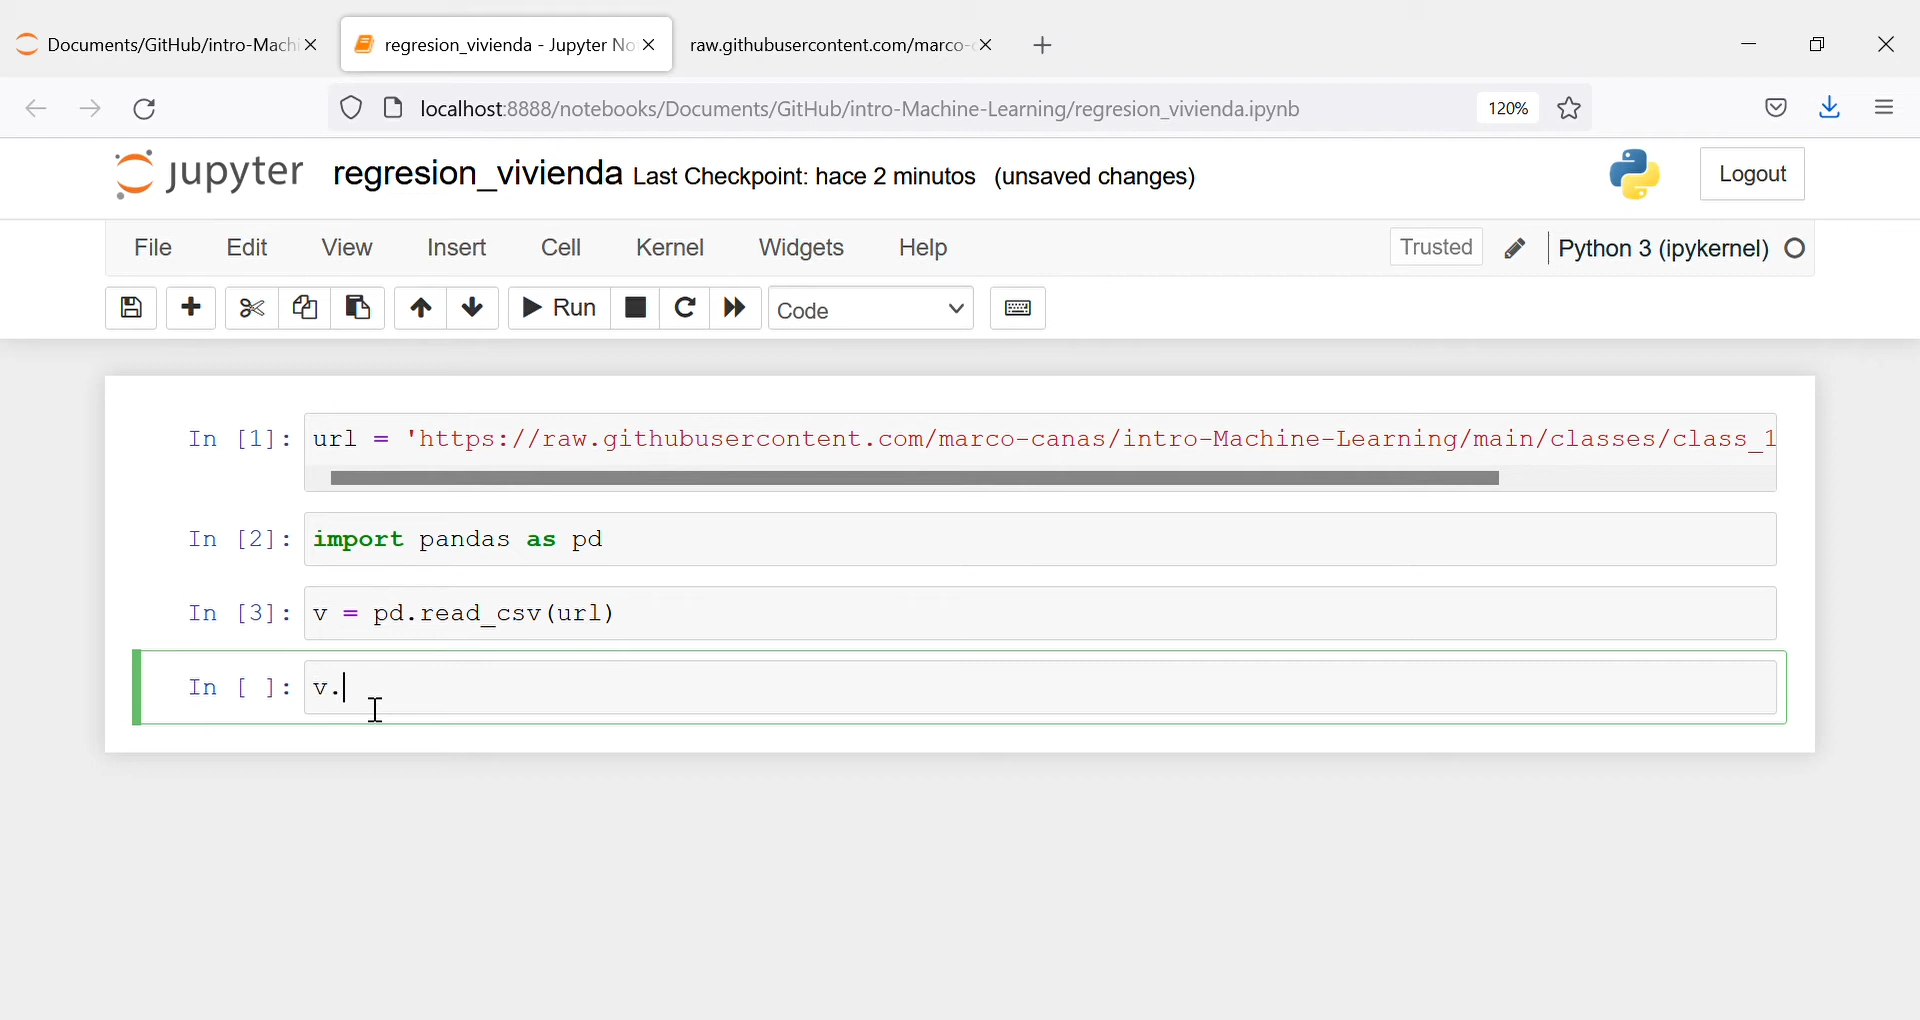 Documents/GitHub/intro-Mach
regresion_vivienda - Jupyter No
raw.githubusercontent.com/marco-
localhost:8888/notebooks/Documents/GitHub/intro-Machine-Learning/regresion_vivienda.ipynb
120%
jupyter regresion_vivienda Last Checkpoint: hace 2 minutos (unsaved changes)
Logout
File Edit View Insert Cell Kernel Widgets Help
Trusted Python 3 (ipykernel)
Run Code
In [1]: url = 'https://raw.githubusercontent.com/marco-canas/intro-Machine-Learning/main/classes/class_1
In [2]: import pandas as pd
In [3]: v = pd.read_csv(url)
In [ ]: v.